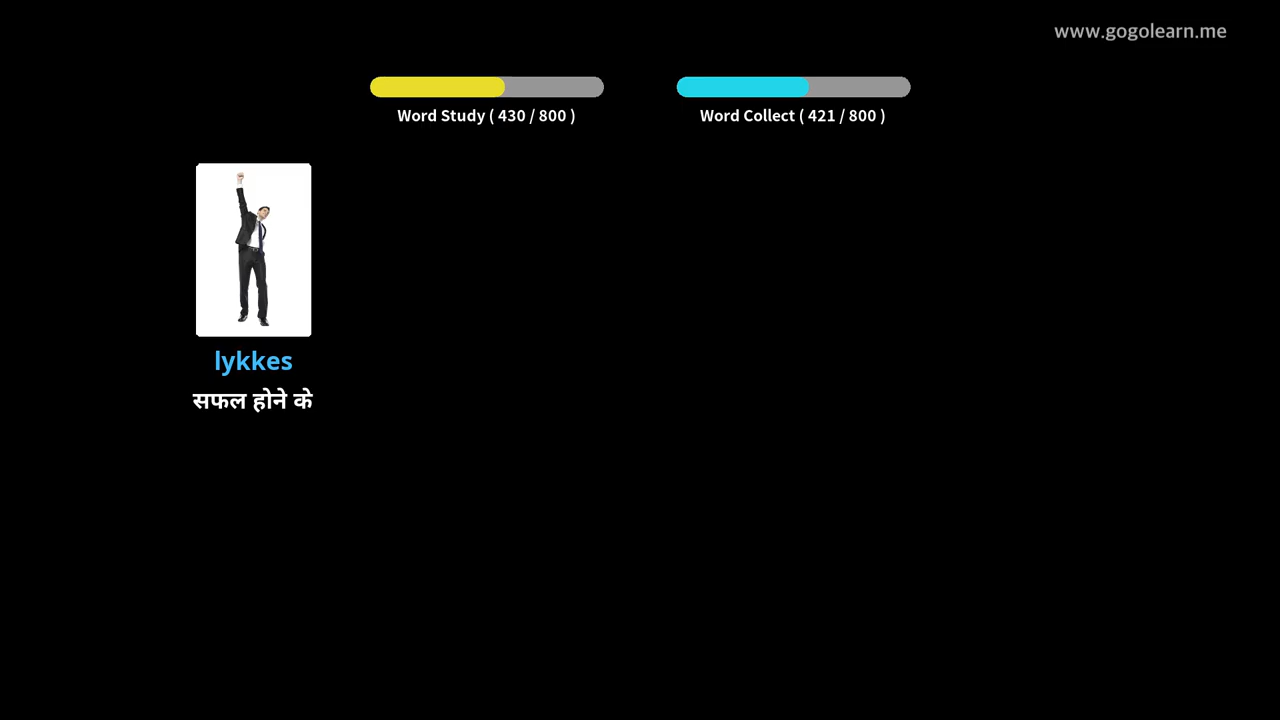 www.gogolearn.me
Word Study ( 430 / 800 )
Word Collect ( 421 / 800 )
lykkes
सफल होने के